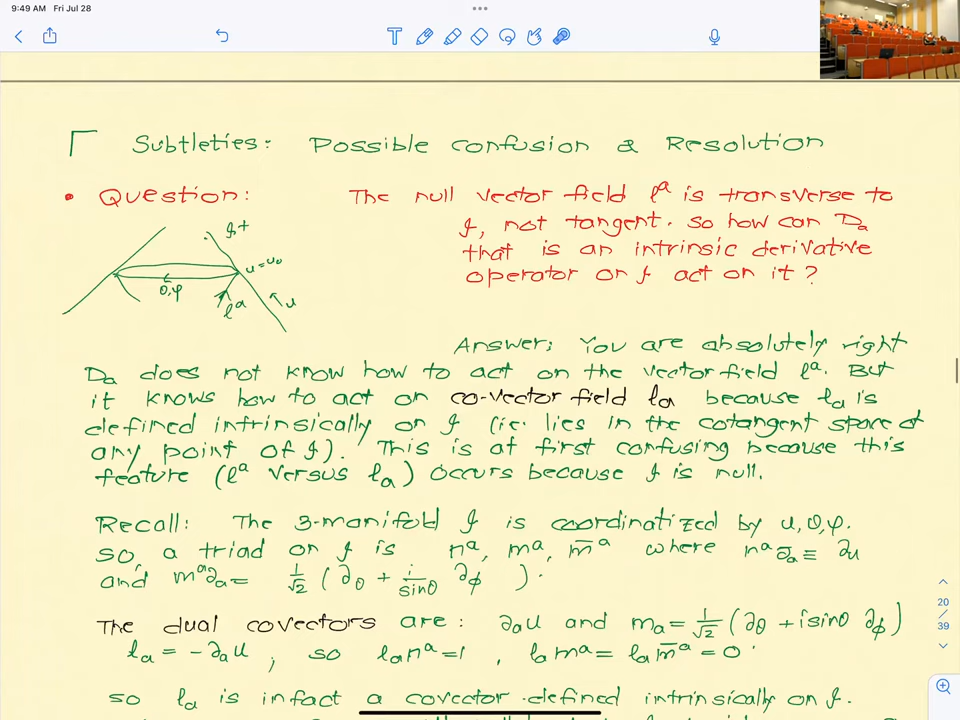 9:49 AM Fri Jul 28
Subtleties: Possible confusion & Resolution
• Question: The null vector field lᵃ is transverse to
ℐ, not tangent. So how can Dₐ
that is an intrinsic derivative
operator on ℐ act on it?
ℐ⁺
u=u₀
θ,φ
lᵃ
u
Answer: You are absolutely right
Dₐ does not know how to act on the vector field lᵃ. But
it knows how to act on co-vector field lₐ because lₐ is
defined intrinsically on ℐ (i.e. lies in the cotangent space of
any point of ℐ). This is at first confusing because this
feature (lᵃ versus lₐ) occurs because ℐ is null.
Recall: The 3-manifold ℐ is coordinatized by u,θ,φ.
so, a triad on ℐ is nᵃ, mᵃ, m̄ᵃ where nᵃ∂ₐ ≡ ∂u
and mᵃ∂ₐ = 1/√2 (∂θ + i/sinθ ∂φ).
The dual covectors are: ∂ₐu and mₐ = 1/√2 (∂θ + i sinθ ∂φ)
lₐ = -∂ₐu, so lₐnᵃ=1, lₐmᵃ = lₐm̄ᵃ = 0.
so lₐ is infact a covector defined intrinsically on ℐ.
20
39